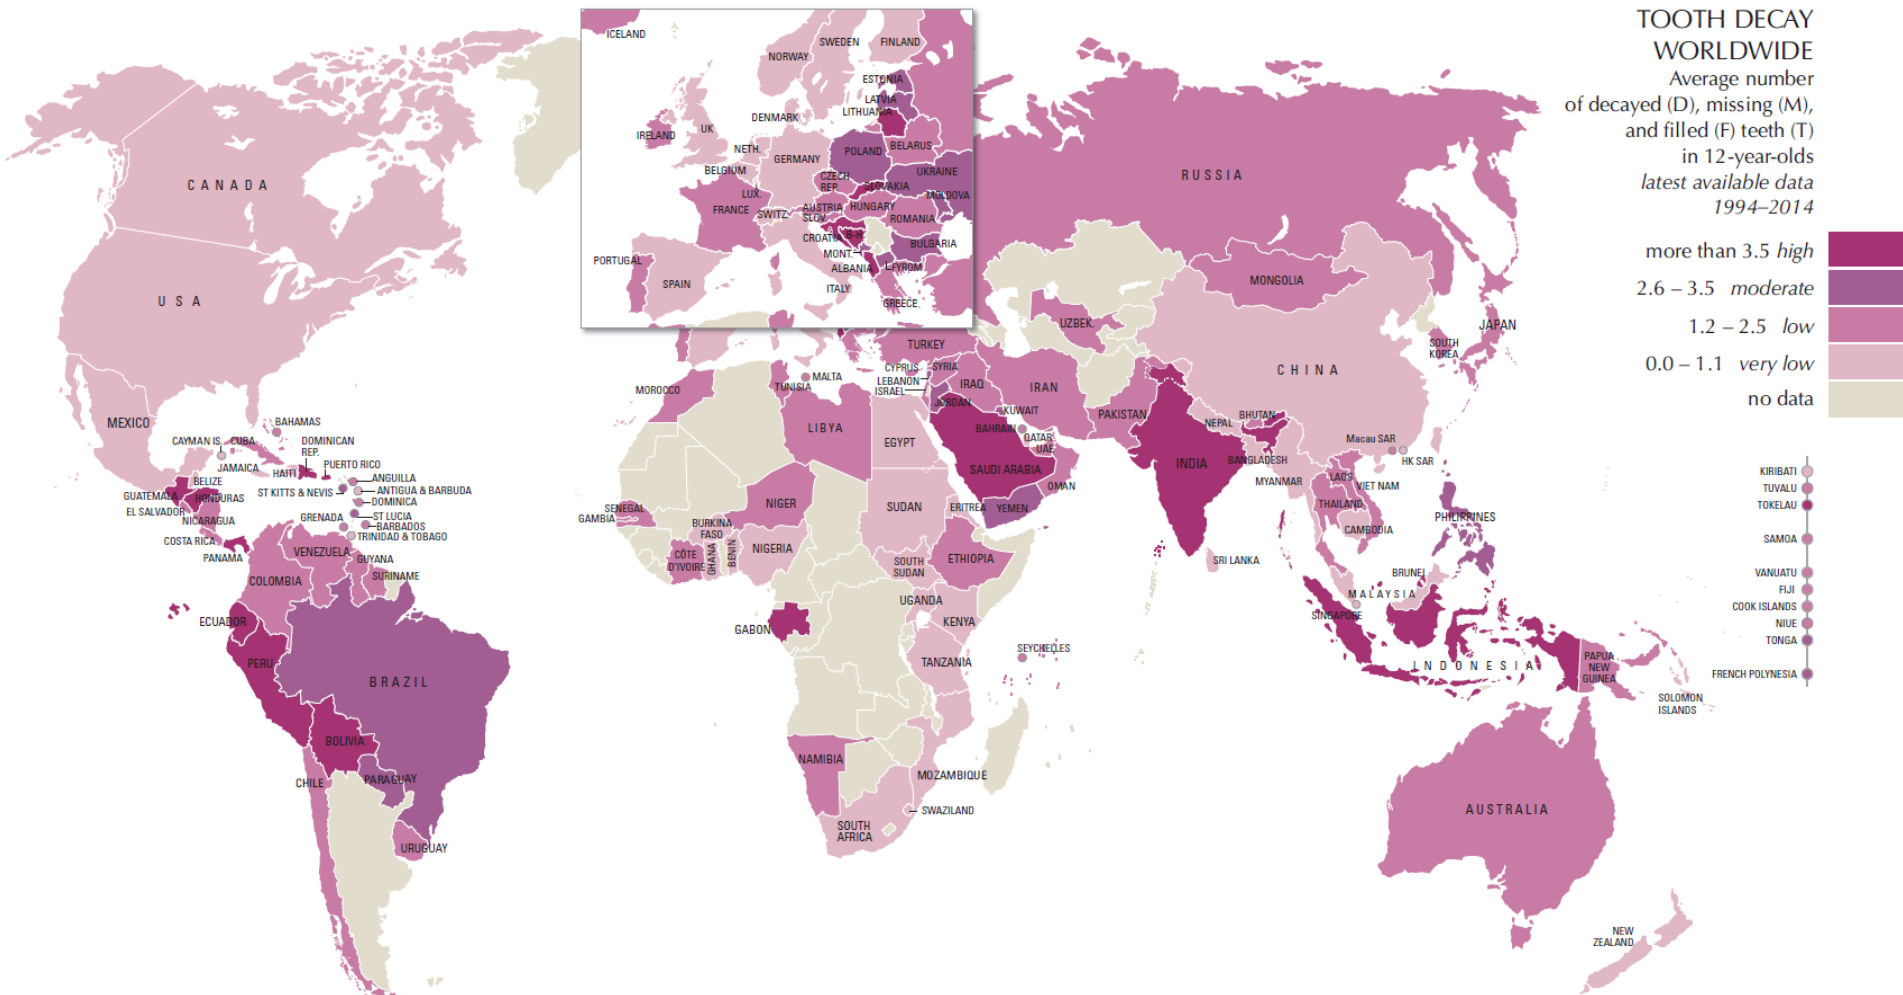 TOOTH DECAY
WORLDWIDE
Average number
of decayed (D), missing (M),
and filled (F) teeth (T)
in 12-year-olds
latest available data
1994–2014
more than 3.5 high
2.6 – 3.5 moderate
1.2 – 2.5 low
0.0 – 1.1 very low
no data
CANADA
USA
MEXICO
BAHAMAS
CAYMAN IS.
CUBA
DOMINICAN
REP.
JAMAICA
HAITI
PUERTO RICO
BELIZE
ANGUILLA
ST KITTS & NEVIS
ANTIGUA & BARBUDA
GUATEMALA
HONDURAS
DOMINICA
EL SALVADOR
NICARAGUA
GRENADA
ST LUCIA
BARBADOS
TRINIDAD & TOBAGO
COSTA RICA
PANAMA
VENEZUELA
GUYANA
SURINAME
COLOMBIA
ECUADOR
PERU
BRAZIL
BOLIVIA
PARAGUAY
CHILE
URUGUAY
ICELAND
NORWAY
SWEDEN
FINLAND
ESTONIA
LATVIA
LITHUANIA
DENMARK
IRELAND
UK
NETH.
GERMANY
POLAND
BELARUS
BELGIUM
CZECH
REP.
UKRAINE
LUX.
SLOVAKIA
MOLDOVA
FRANCE
SWITZ.
AUSTRIA
SLOV.
HUNGARY
ROMANIA
CROATIA
B-H
BULGARIA
MONT.
PORTUGAL
SPAIN
ALBANIA
FYROM
ITALY
GREECE
RUSSIA
MONGOLIA
UZBEK.
CHINA
JAPAN
SOUTH
KOREA
TURKEY
CYPRUS
SYRIA
LEBANON
ISRAEL
IRAQ
IRAN
JORDAN
KUWAIT
BAHRAIN
QATAR
UAE
PAKISTAN
SAUDI ARABIA
OMAN
YEMEN
MOROCCO
TUNISIA
MALTA
LIBYA
EGYPT
NIGER
SENEGAL
GAMBIA
BURKINA
FASO
CÔTE
D'IVOIRE
GHANA
BENIN
NIGERIA
SUDAN
ERITREA
SOUTH
SUDAN
ETHIOPIA
UGANDA
KENYA
GABON
TANZANIA
SEYCHELLES
NAMIBIA
MOZAMBIQUE
SWAZILAND
SOUTH
AFRICA
NEPAL
BHUTAN
INDIA
BANGLADESH
MYANMAR
Macau SAR
HK SAR
LAOS
VIET NAM
THAILAND
CAMBODIA
PHILIPPINES
SRI LANKA
BRUNEI
MALAYSIA
SINGAPORE
INDONESIA
PAPUA
NEW
GUINEA
SOLOMON
ISLANDS
AUSTRALIA
NEW
ZEALAND
KIRIBATI
TUVALU
TOKELAU
SAMOA
VANUATU
FIJI
COOK ISLANDS
NIUE
TONGA
FRENCH POLYNESIA